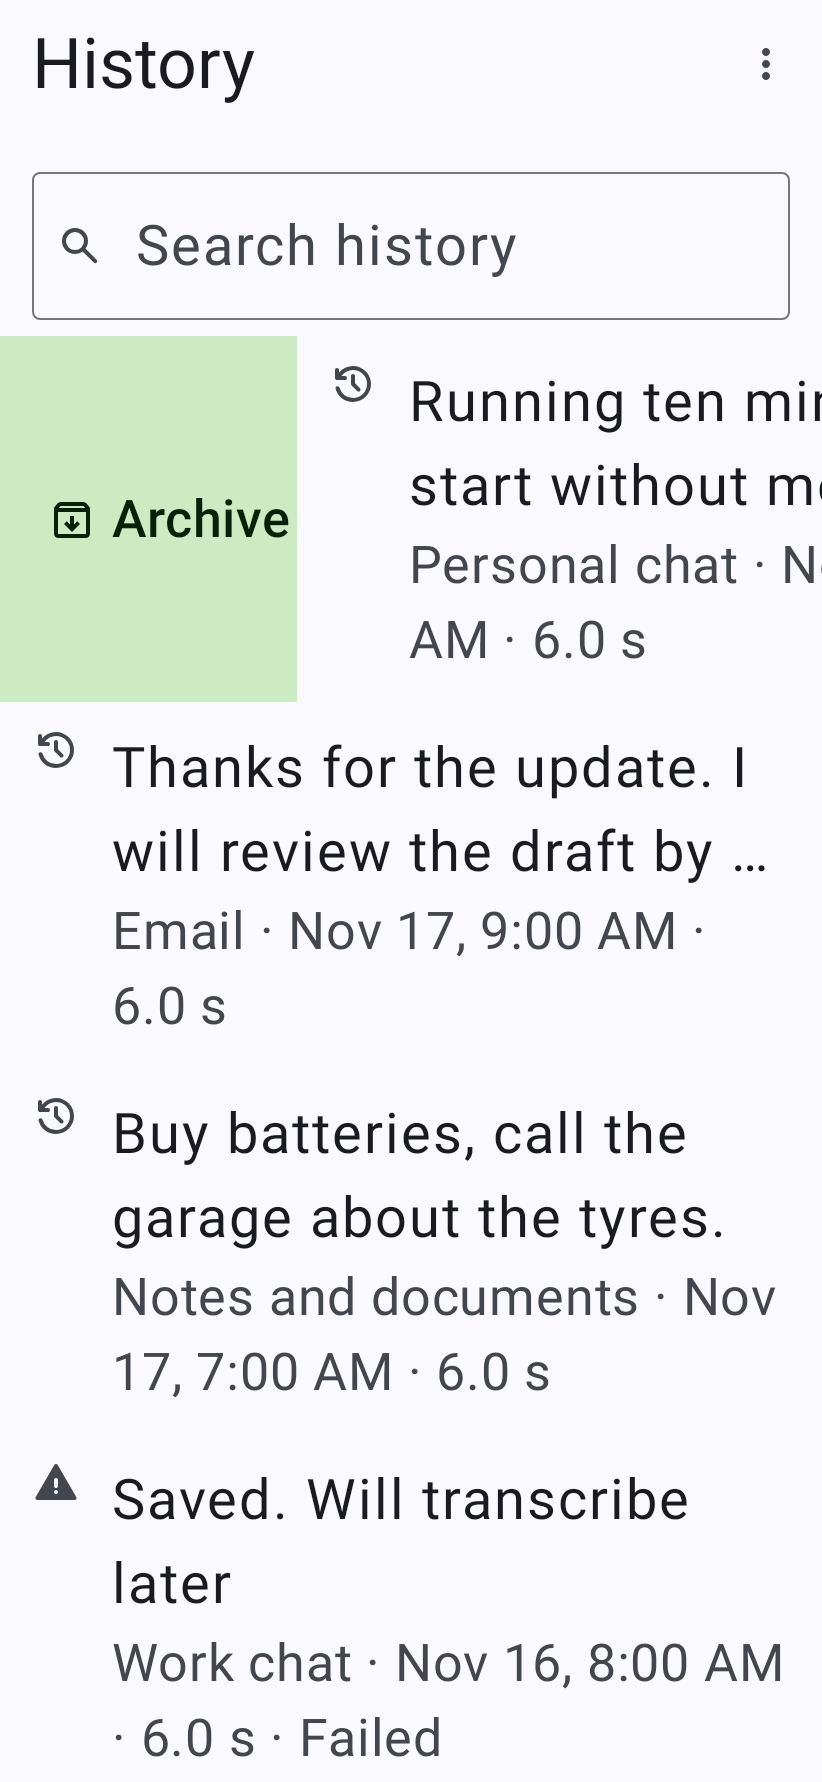 History
Search history
Archive
Running ten
start without
Personal chat ·
AM · 6.0 s
Thanks for the update. I
will review the draft by …
Email · Nov 17, 9:00 AM ·
6.0 s
Buy batteries, call the
garage about the tyres.
Notes and documents · Nov
17, 7:00 AM · 6.0 s
Saved. Will transcribe
later
Work chat · Nov 16, 8:00 AM
· 6.0 s · Failed